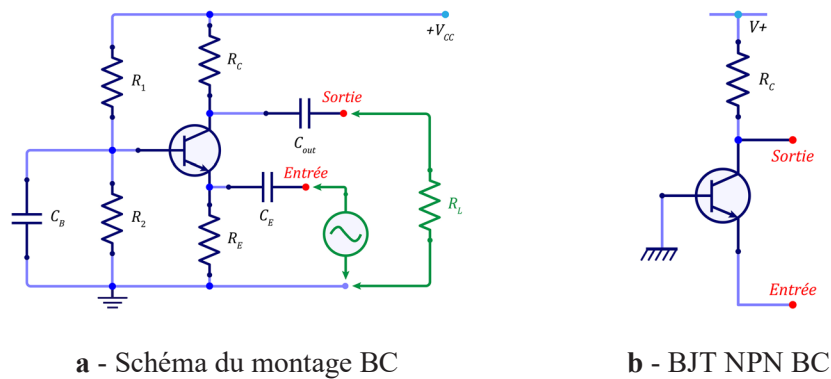 +V_CC
R_1
R_C
Sortie
C_out
Entrée
C_E
C_B
R_2
R_E
R_L
a - Schéma du montage BC
V+
R_C
Sortie
Entrée
b - BJT NPN BC